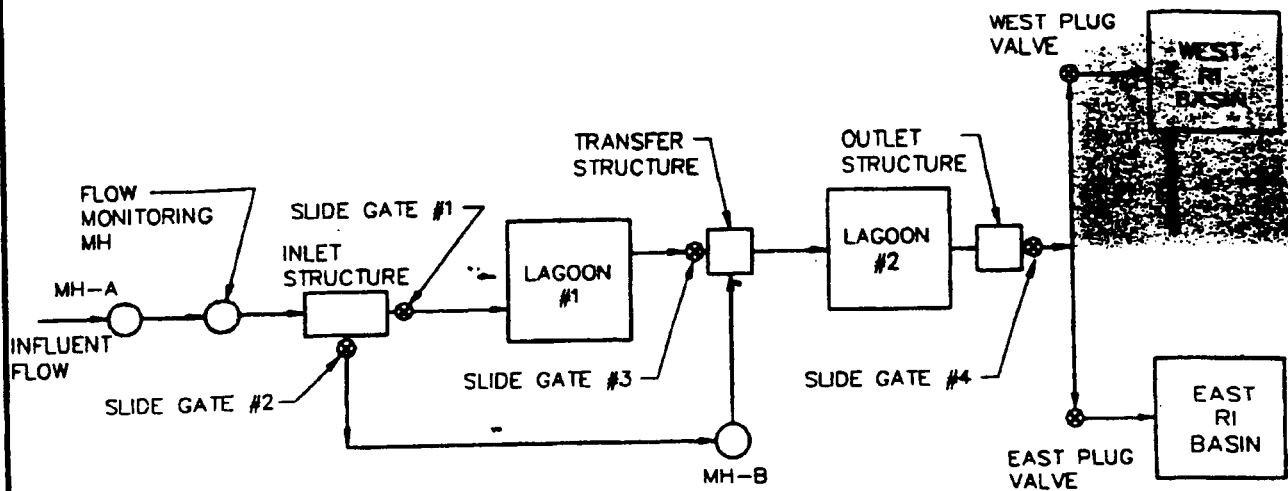 WEST PLUG
VALVE
WEST
RI
BASIN
TRANSFER
STRUCTURE
OUTLET
STRUCTURE
FLOW
MONITORING
MH
SLIDE GATE #1
INLET
STRUCTURE
LAGOON
#1
LAGOON
#2
MH-A
INFLUENT
FLOW
SLIDE GATE #2
SLIDE GATE #3
SLIDE GATE #4
MH-B
EAST
RI
BASIN
EAST PLUG
VALVE